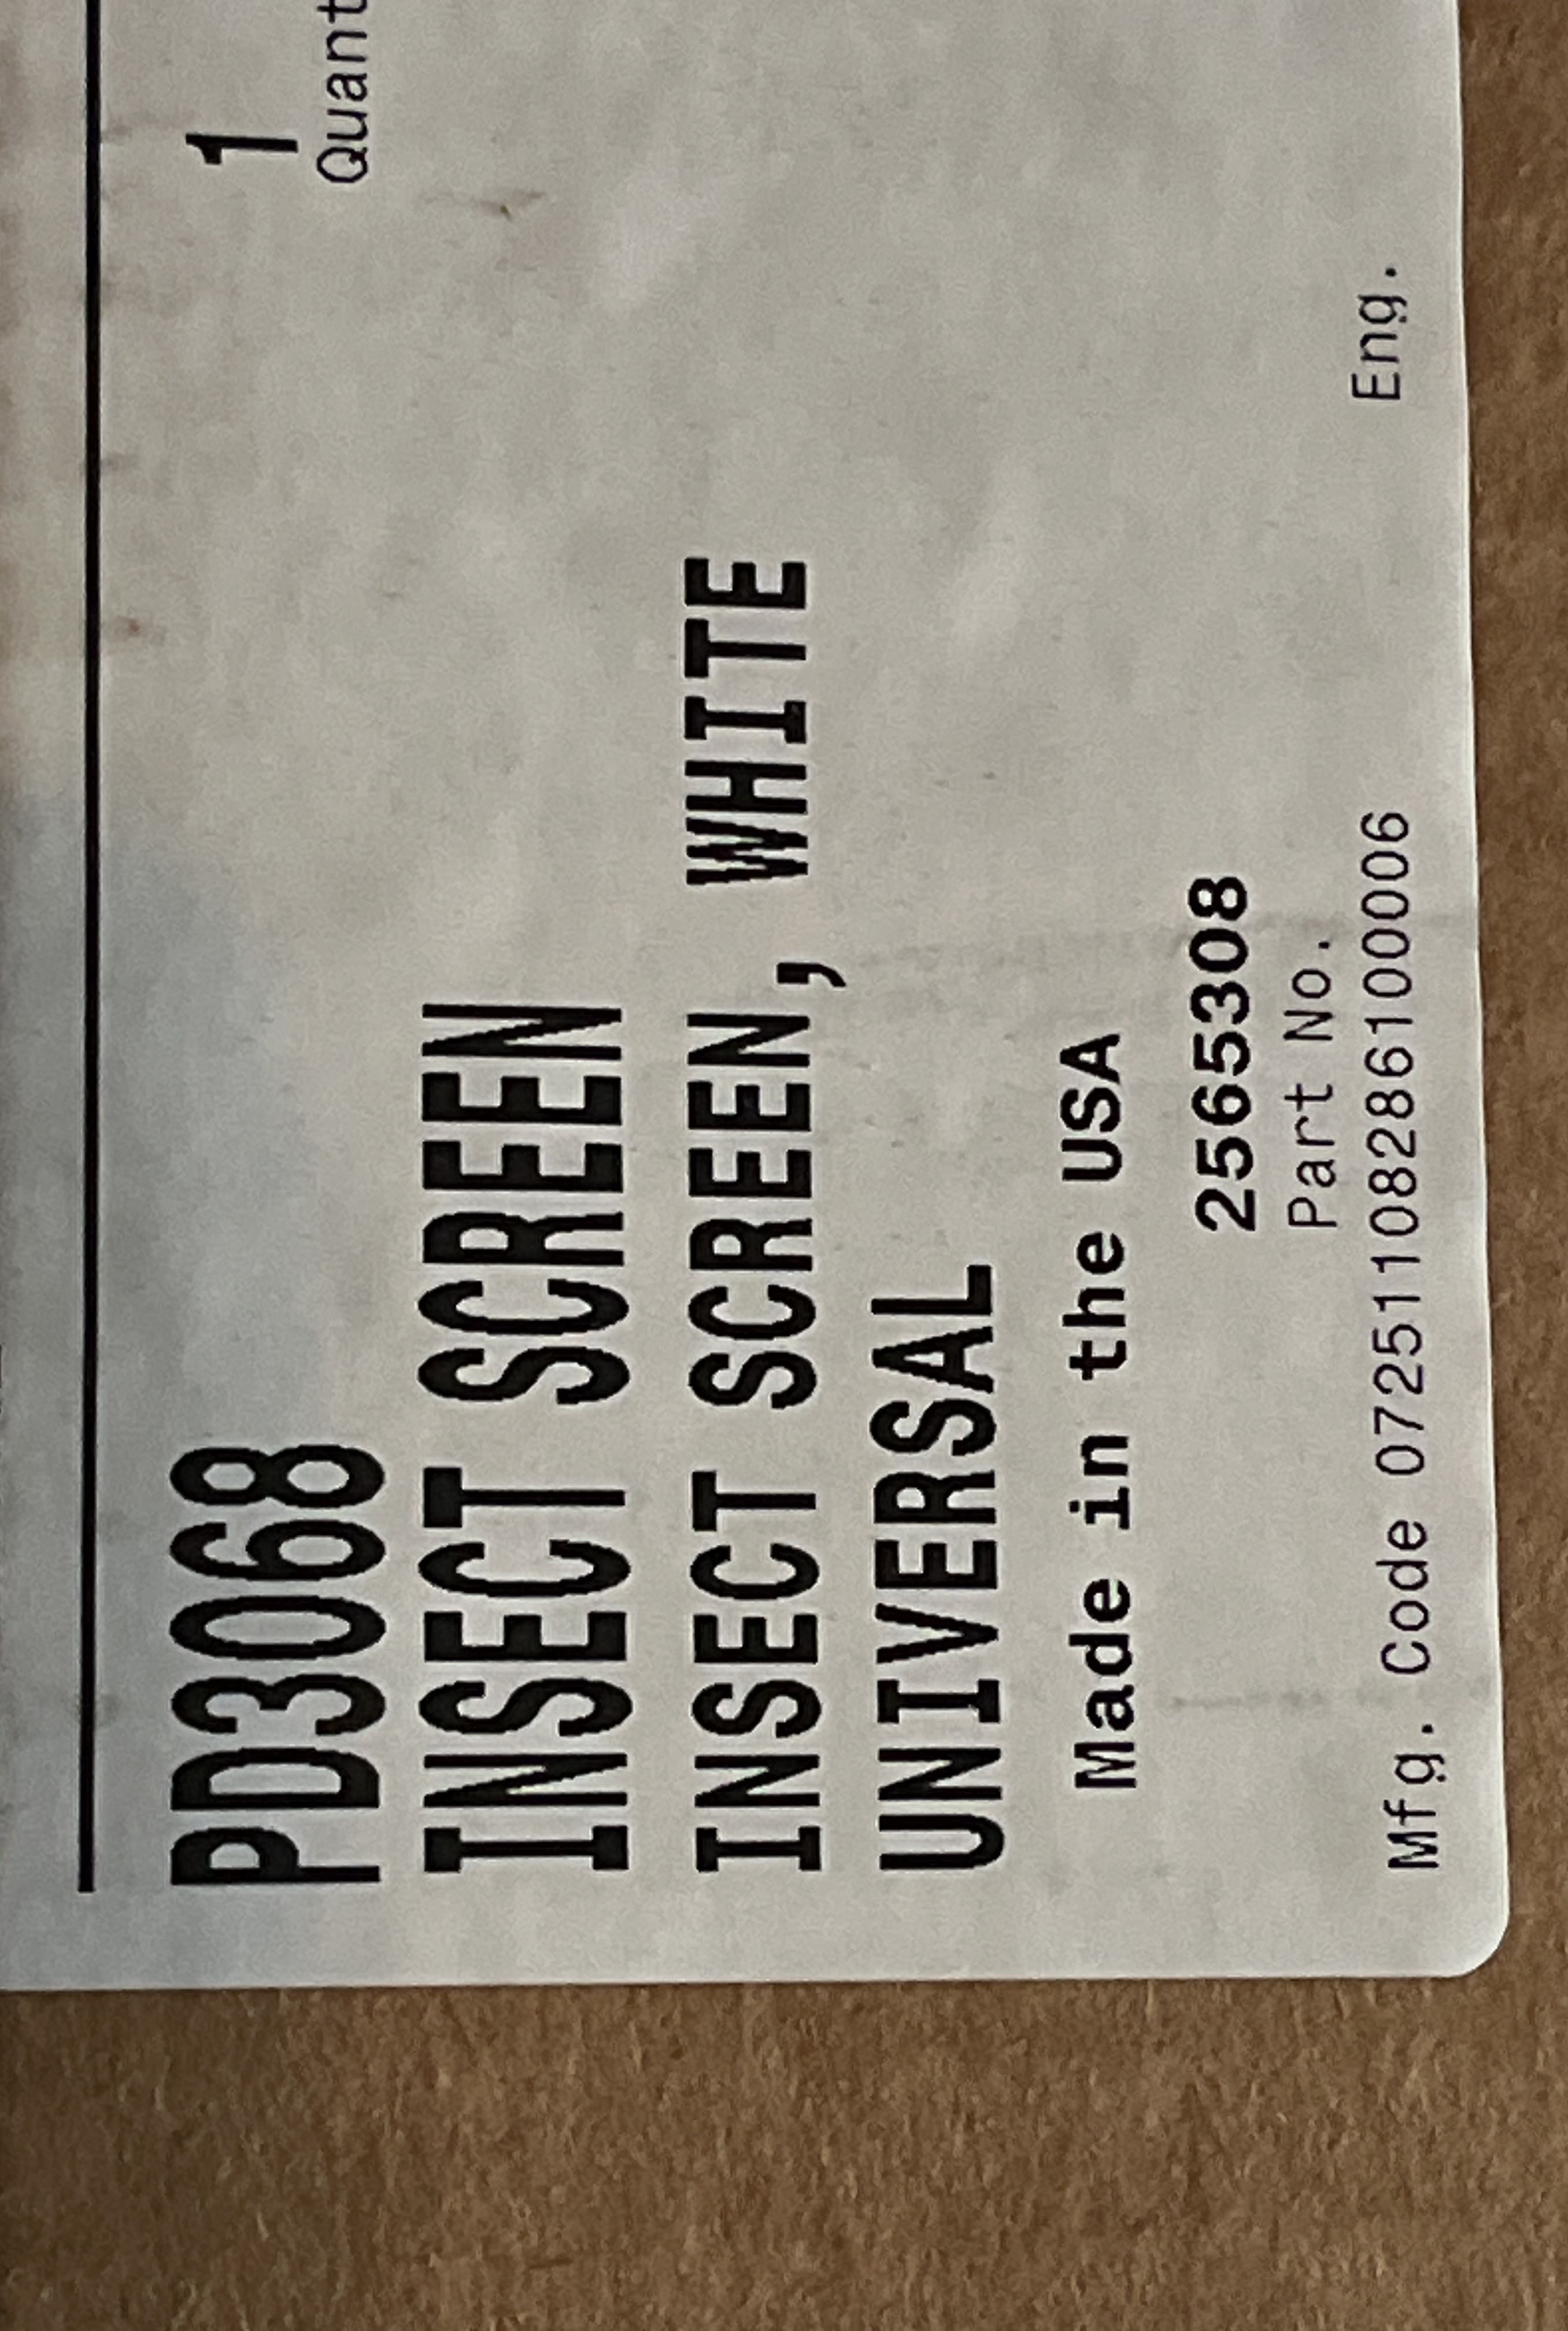 PD3068
1
Quant
INSECT SCREEN
INSECT SCREEN, WHITE
UNIVERSAL
Made in the USA
2565308
Part No.
Mfg. Code 07251108286100006
Eng.